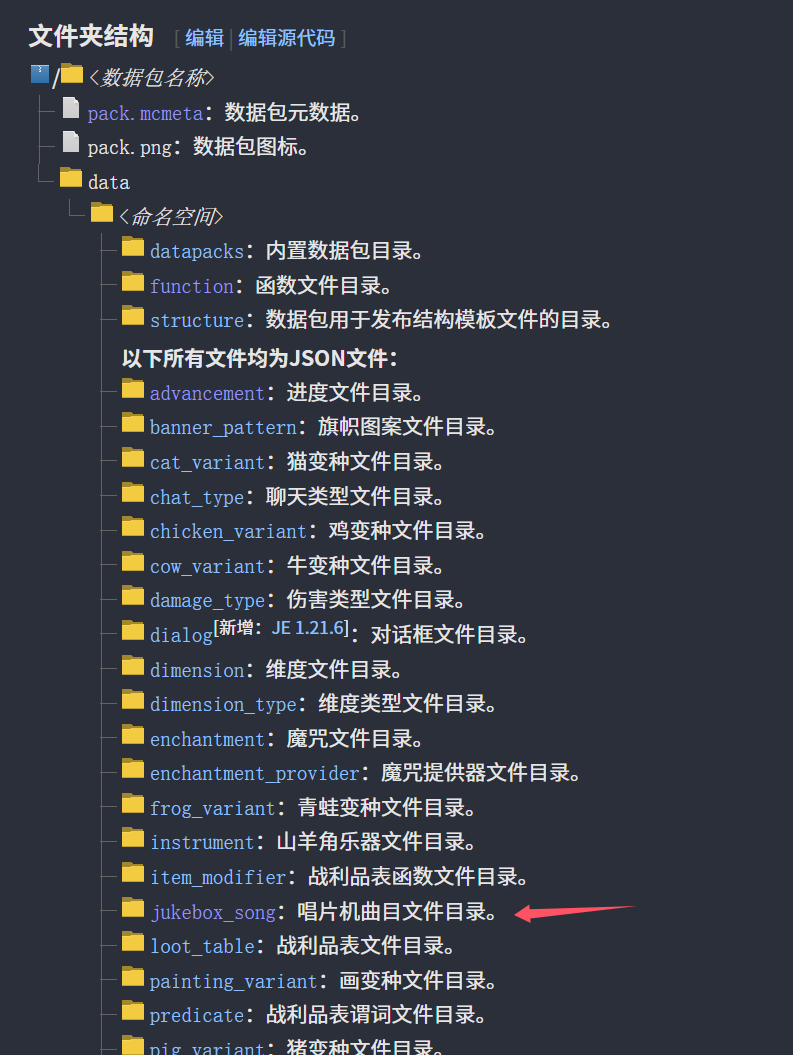 文件夹结构 [编辑 | 编辑源代码]
/<数据包名称>
pack.mcmeta：数据包元数据。
pack.png：数据包图标。
data
<命名空间>
datapacks：内置数据包目录。
function：函数文件目录。
structure：数据包用于发布结构模板文件的目录。
以下所有文件均为JSON文件：
advancement：进度文件目录。
banner_pattern：旗帜图案文件目录。
cat_variant：猫变种文件目录。
chat_type：聊天类型文件目录。
chicken_variant：鸡变种文件目录。
cow_variant：牛变种文件目录。
damage_type：伤害类型文件目录。
dialog[新增：JE 1.21.6]：对话框文件目录。
dimension：维度文件目录。
dimension_type：维度类型文件目录。
enchantment：魔咒文件目录。
enchantment_provider：魔咒提供器文件目录。
frog_variant：青蛙变种文件目录。
instrument：山羊角乐器文件目录。
item_modifier：战利品表函数文件目录。
jukebox_song：唱片机曲目文件目录。
loot_table：战利品表文件目录。
painting_variant：画变种文件目录。
predicate：战利品表谓词文件目录。
pig_variant：猪变种文件目录。